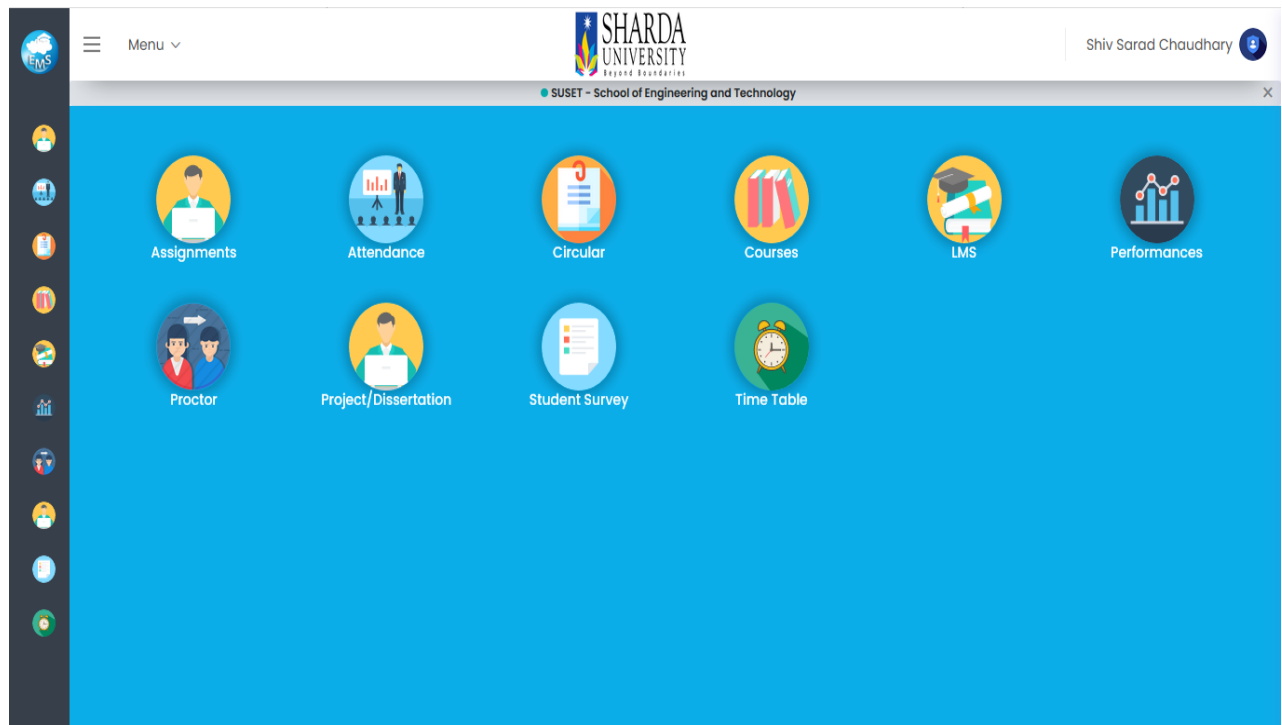 EMS
Menu
SHARDA
UNIVERSITY
Beyond Boundaries
Shiv Sarad Chaudhary
SUSET - School of Engineering and Technology
X
Assignments
Attendance
Circular
Courses
LMS
Performances
Proctor
Project/Dissertation
Student Survey
Time Table